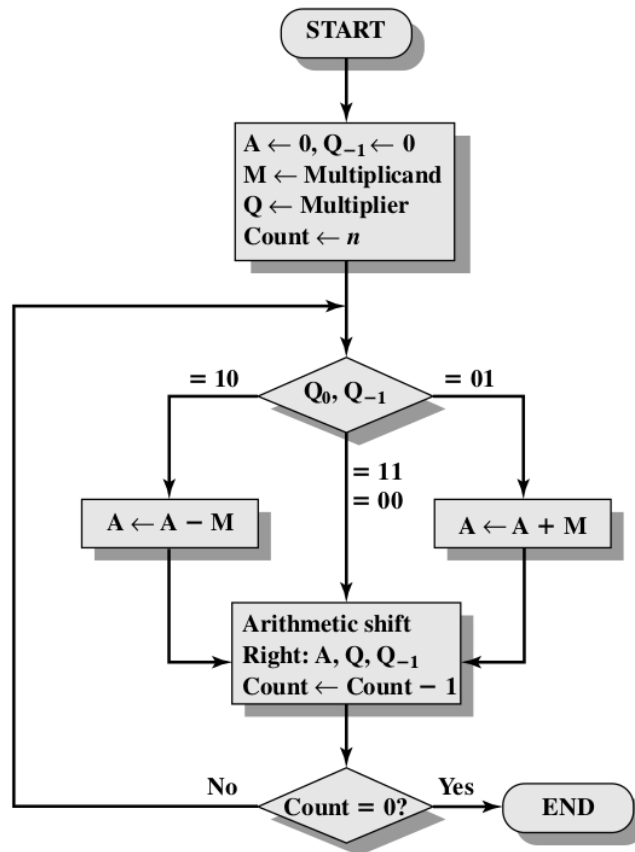 START
A ← 0, Q₋₁ ← 0
M ← Multiplicand
Q ← Multiplier
Count ← n
= 10
Q₀, Q₋₁
= 01
= 11
= 00
A ← A − M
A ← A + M
Arithmetic shift
Right: A, Q, Q₋₁
Count ← Count − 1
No
Count = 0?
Yes
END